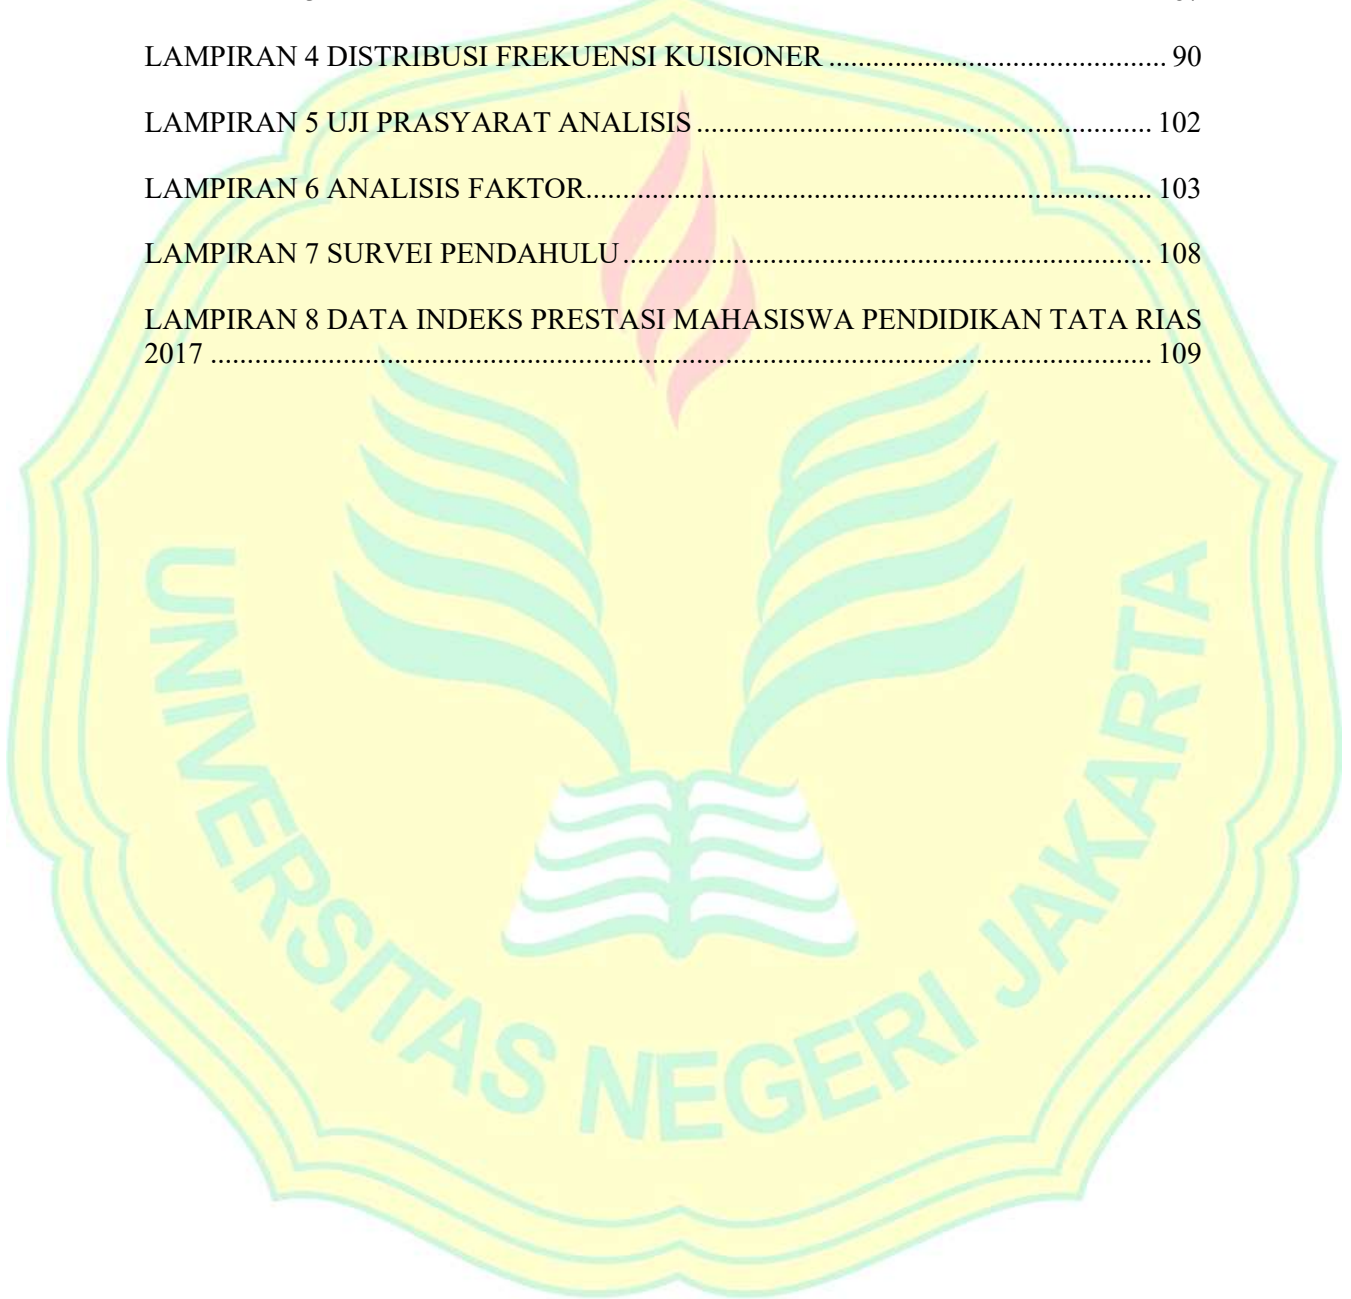 LAMPIRAN 4 DISTRIBUSI FREKUENSI KUISIONER ............................................. 90
LAMPIRAN 5 UJI PRASYARAT ANALISIS ............................................................. 102
LAMPIRAN 6 ANALISIS FAKTOR............................................................................ 103
LAMPIRAN 7 SURVEI PENDAHULU ....................................................................... 108
LAMPIRAN 8 DATA INDEKS PRESTASI MAHASISWA PENDIDIKAN TATA RIAS
2017 ............................................................................................................................. 109
UNIVERSITAS NEGERI JAKARTA